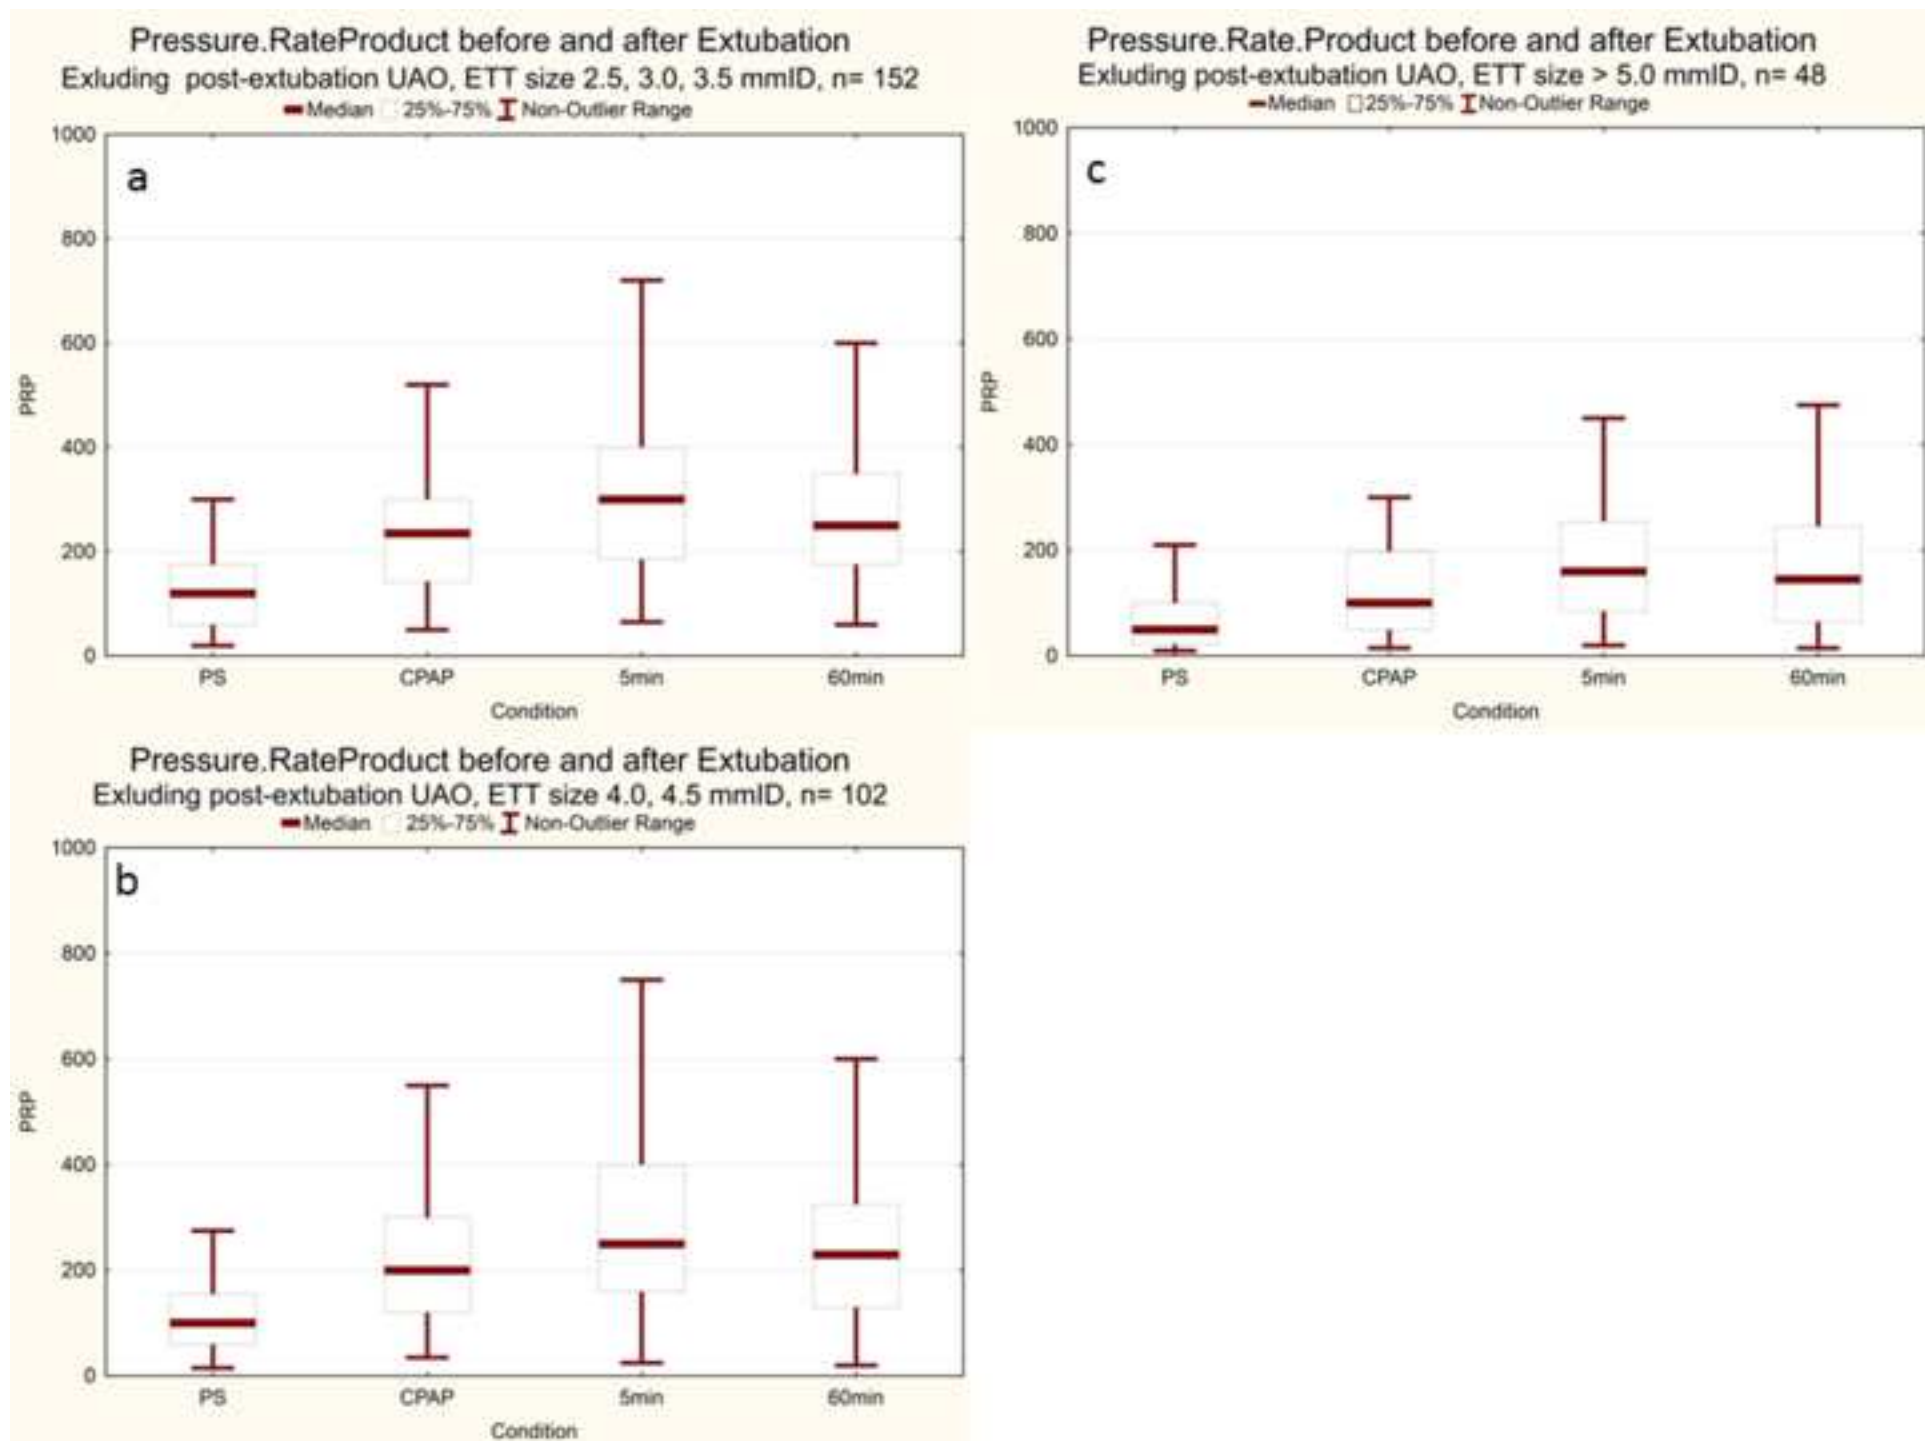 Pressure.RateProduct before and after Extubation
Exluding post-extubation UAO, ETT size 2.5, 3.0, 3.5 mmID, n= 152
Median 25%-75% Non-Outlier Range
a
1000
800
600
400
200
0
PRP
PS CPAP 5min 60min
Condition
Pressure.RateProduct before and after Extubation
Exluding post-extubation UAO, ETT size 4.0, 4.5 mmID, n= 102
Median 25%-75% Non-Outlier Range
b
1000
800
600
400
200
0
PRP
PS CPAP 5min 60min
Condition
Pressure.Rate.Product before and after Extubation
Exluding post-extubation UAO, ETT size > 5.0 mmID, n= 48
Median 25%-75% Non-Outlier Range
c
1000
800
600
400
200
0
PRP
PS CPAP 5min 60min
Condition